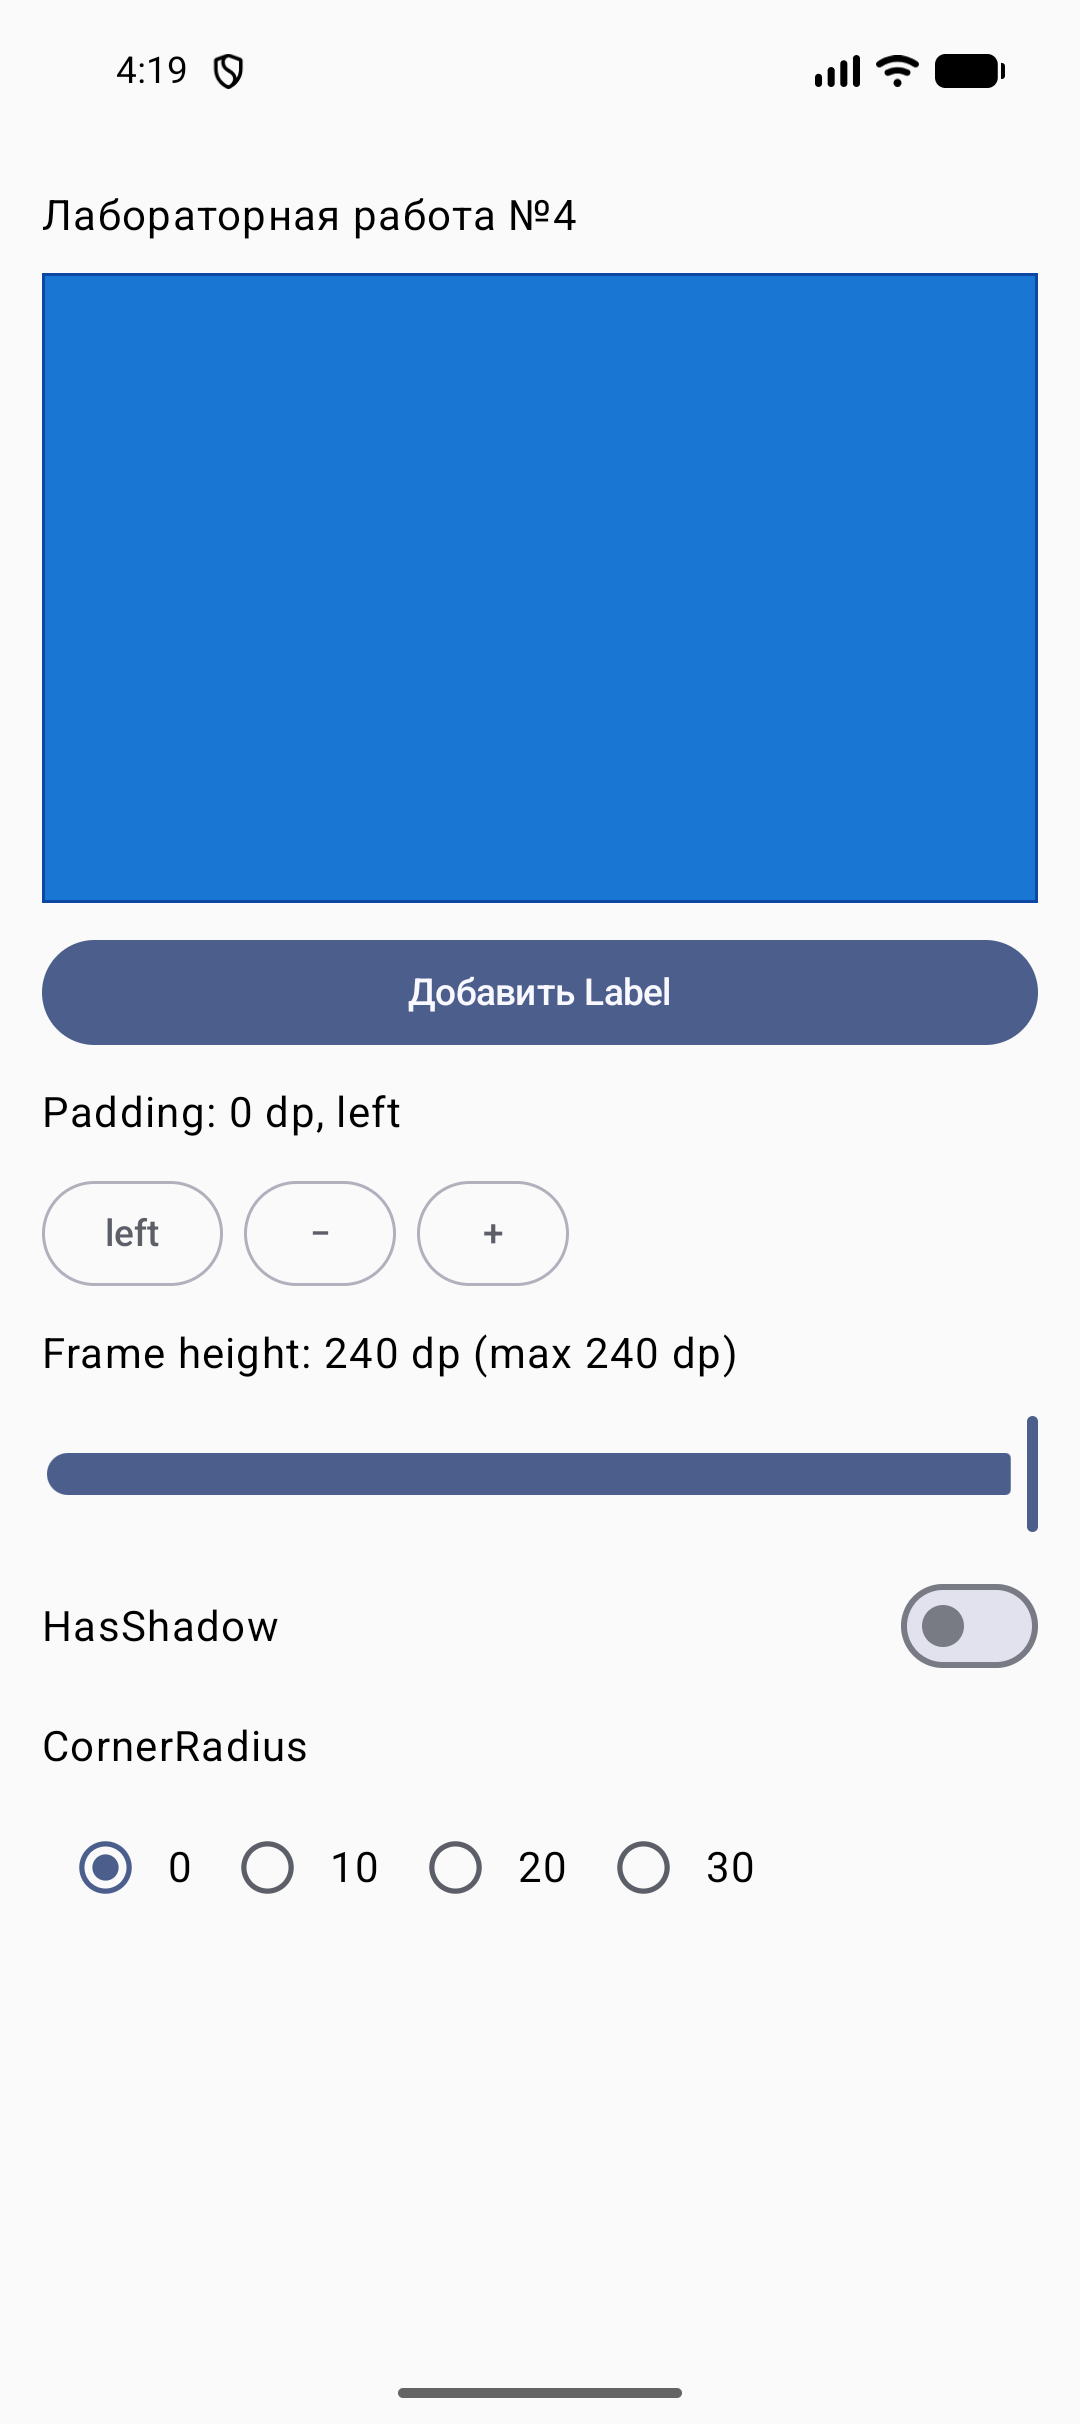 4:19
Лабораторная работа №4
Добавить Label
Padding: 0 dp, left
left
−
+
Frame height: 240 dp (max 240 dp)
HasShadow
CornerRadius
0 10 20 30